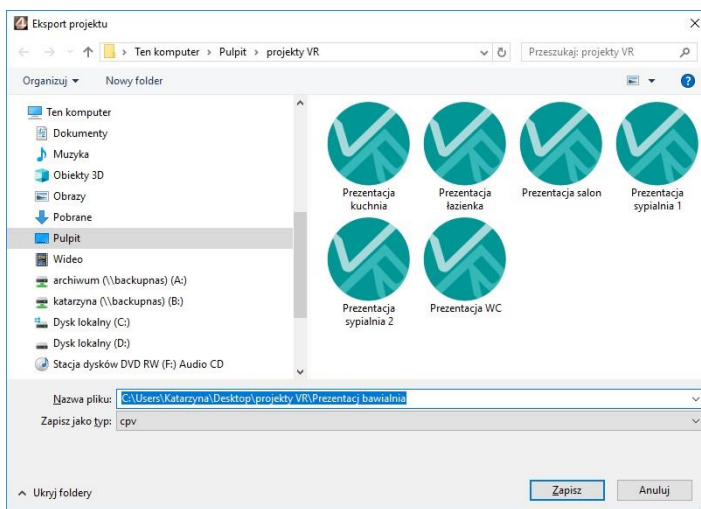 Eksport projektu
Ten komputer > Pulpit > projekty VR
Przeszukaj: projekty VR
Organizuj
Nowy folder
Ten komputer
Dokumenty
Muzyka
Obiekty 3D
Obrazy
Pobrane
Pulpit
Wideo
archiwum (\\backupnas) (A:)
katarzyna (\\backupnas) (B:)
Dysk lokalny (C:)
Dysk lokalny (D:)
Stacja dysków DVD RW (F:) Audio CD
Prezentacja
kuchnia
Prezentacja
łazienka
Prezentacja salon
Prezentacja
sypialnia 1
Prezentacja
sypialnia 2
Prezentacja WC
Nazwa pliku: C:\Users\Katarzyna\Desktop\projekty VR\Prezentacj bawialnia
Zapisz jako typ: cpv
Ukryj foldery
Zapisz
Anuluj